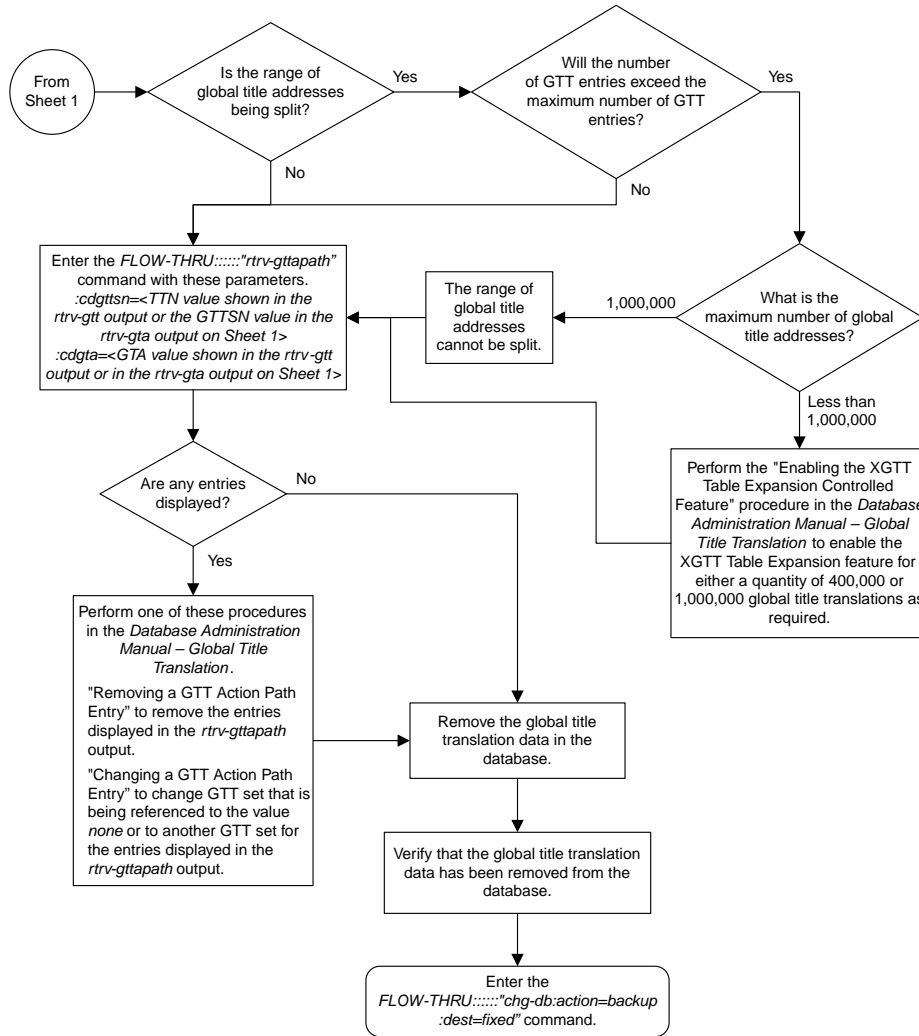 From
Sheet 1
Is the range of
global title addresses
being split?
Yes
Will the number
of GTT entries exceed the
maximum number of GTT
entries?
Yes
No
No
Enter the FLOW-THRU::::::"rtrv-gttapath”
command with these parameters.
:cdgttsn=<TTN value shown in the
rtrv-gtt output or the GTTSN value in the
rtrv-gta output on Sheet 1>
:cdgta=<GTA value shown in the rtrv-gtt
output or in the rtrv-gta output on Sheet 1>
The range of
global title
addresses
cannot be split.
1,000,000
What is the
maximum number of global
title addresses?
Less than
1,000,000
Perform the "Enabling the XGTT
Table Expansion Controlled
Feature" procedure in the Database
Administration Manual – Global
Title Translation to enable the
XGTT Table Expansion feature for
either a quantity of 400,000 or
1,000,000 global title translations as
required.
Are any entries
displayed?
No
Yes
Perform one of these procedures
in the Database Administration
Manual – Global Title
Translation.
"Removing a GTT Action Path
Entry” to remove the entries
displayed in the rtrv-gttapath
output.
"Changing a GTT Action Path
Entry” to change GTT set that is
being referenced to the value
none or to another GTT set for
the entries displayed in the
rtrv-gttapath output.
Remove the global title
translation data in the
database.
Verify that the global title translation
data has been removed from the
database.
Enter the
FLOW-THRU::::::"chg-db:action=backup
:dest=fixed” command.